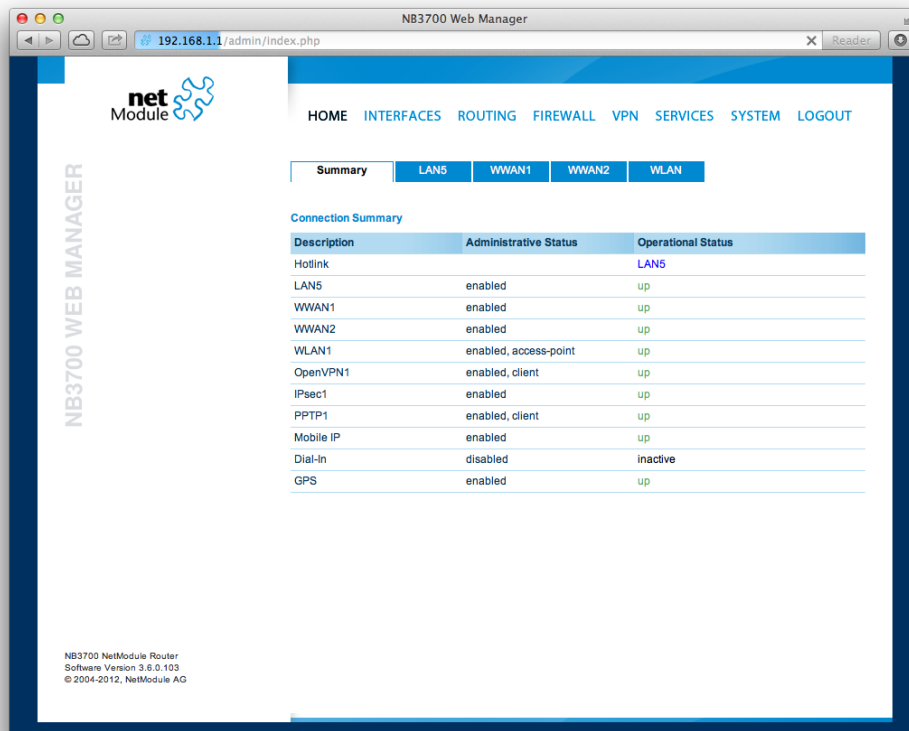 NB3700 Web Manager
192.168.1.1/admin/index.php
Reader
net
Module
HOME INTERFACES ROUTING FIREWALL VPN SERVICES SYSTEM LOGOUT
NB3700 WEB MANAGER
Summary LAN5 WWAN1 WWAN2 WLAN
Connection Summary
Description Administrative Status Operational Status
Hotlink LAN5
LAN5 enabled up
WWAN1 enabled up
WWAN2 enabled up
WLAN1 enabled, access-point up
OpenVPN1 enabled, client up
IPsec1 enabled up
PPTP1 enabled, client up
Mobile IP enabled up
Dial-In disabled inactive
GPS enabled up
NB3700 NetModule Router
Software Version 3.6.0.103
© 2004-2012, NetModule AG